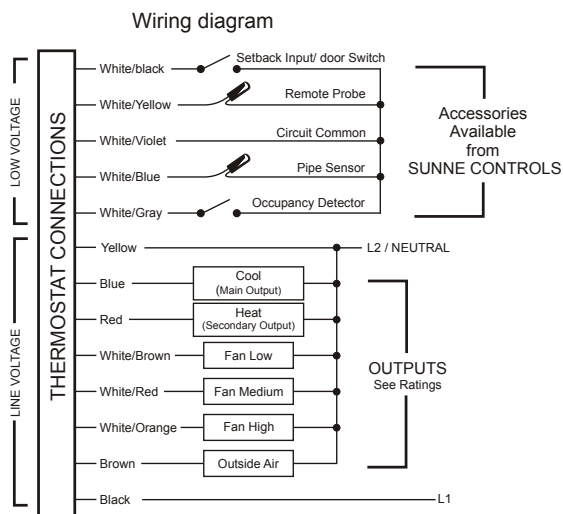 Wiring diagram
THERMOSTAT CONNECTIONS
LOW VOLTAGE
White/black
Setback Input/ door Switch
White/Yellow
Remote Probe
White/Violet
Circuit Common
White/Blue
Pipe Sensor
White/Gray
Occupancy Detector
Accessories
Available
from
SUNNE CONTROLS
LINE VOLTAGE
Yellow
L2 / NEUTRAL
Blue
Cool
(Main Output)
Red
Heat
(Secondary Output)
White/Brown
Fan Low
White/Red
Fan Medium
White/Orange
Fan High
Brown
Outside Air
OUTPUTS
See Ratings
Black
L1